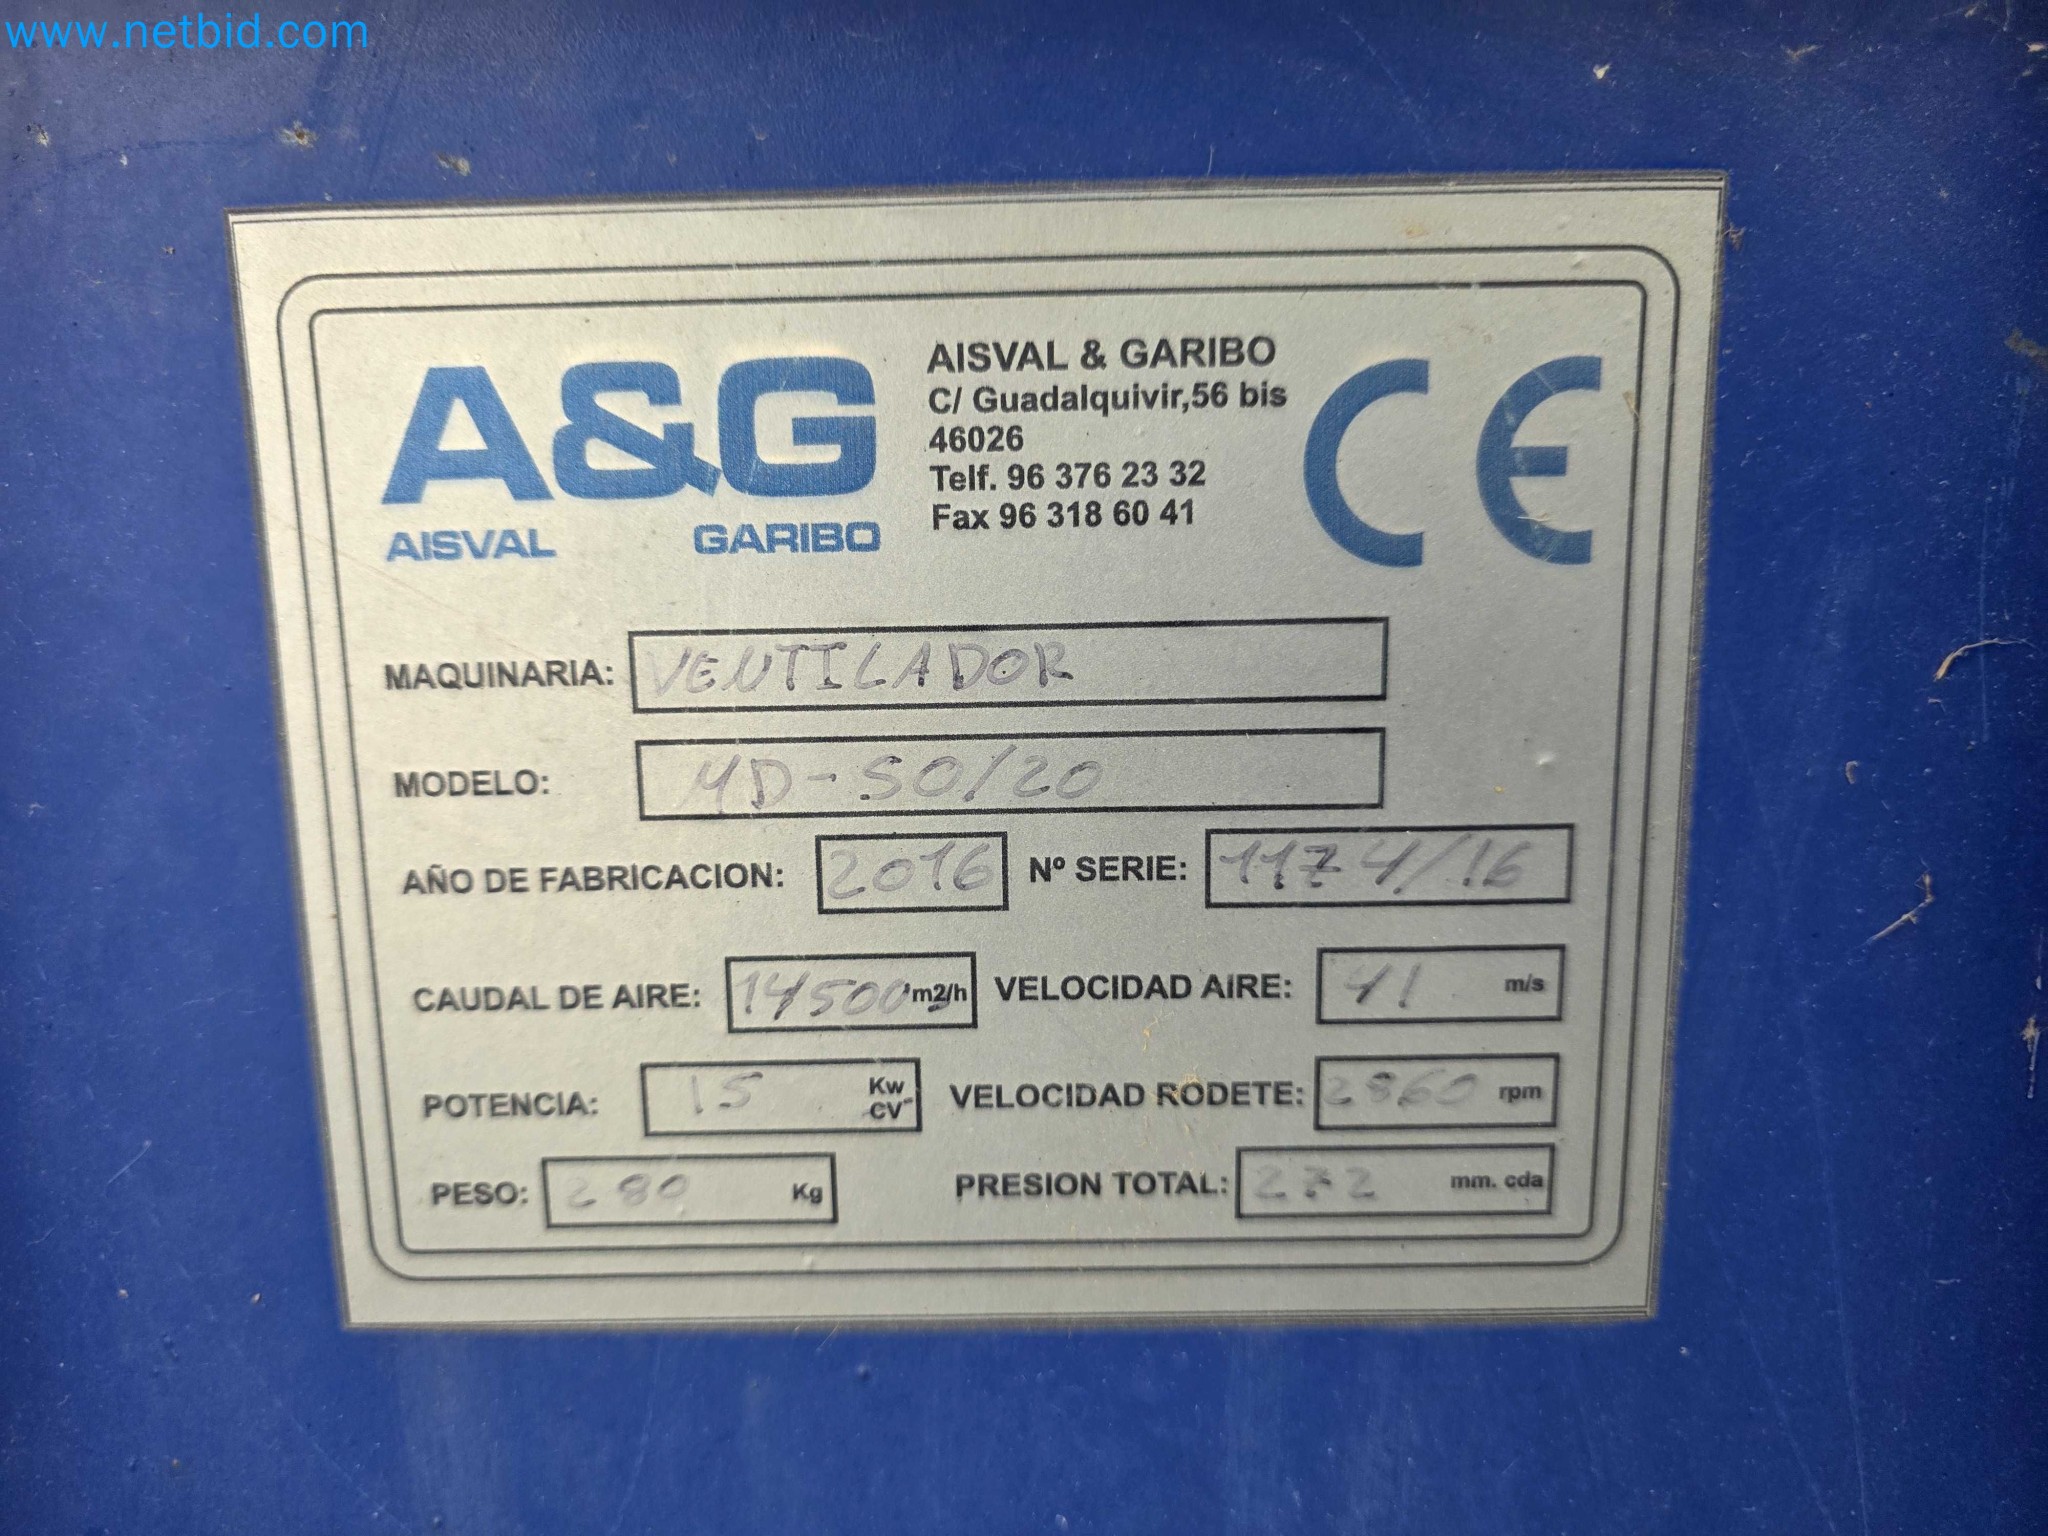 www.netbid.com
A&G
AISVAL GARIBO
AISVAL & GARIBO
C/ Guadalquivir,56 bis
46026
Telf. 96 376 23 32
Fax 96 318 60 41
CE
MAQUINARIA: VENTILADOR
MODELO: MD-50/20
AÑO DE FABRICACION: 2016 Nº SERIE: 1174/16
CAUDAL DE AIRE: 14500 m2/h VELOCIDAD AIRE: 41 m/s
POTENCIA: 15 Kw
CV
VELOCIDAD RODETE: 2860 rpm
PESO: 280 Kg PRESION TOTAL: 272 mm. cda